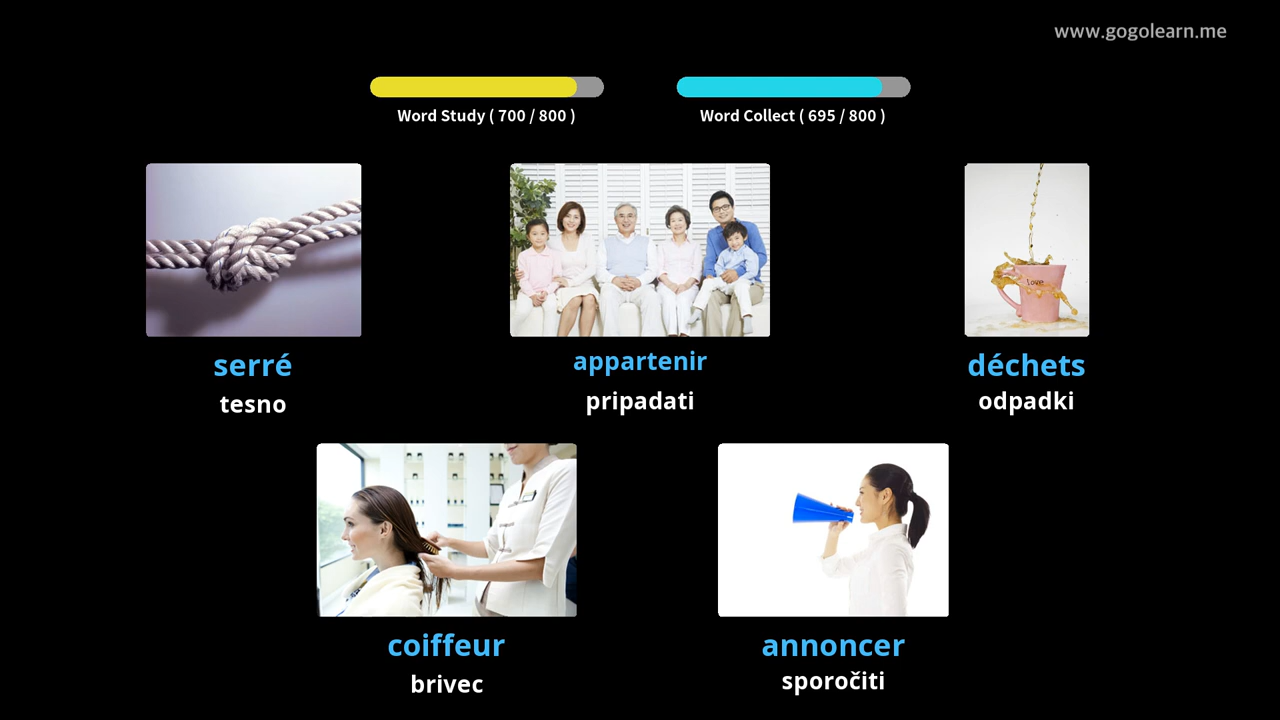 www.gogolearn.me
Word Study ( 700 / 800 )
Word Collect ( 695 / 800 )
serré
tesno
appartenir
pripadati
Love
déchets
odpadki
coiffeur
brivec
annoncer
sporočiti